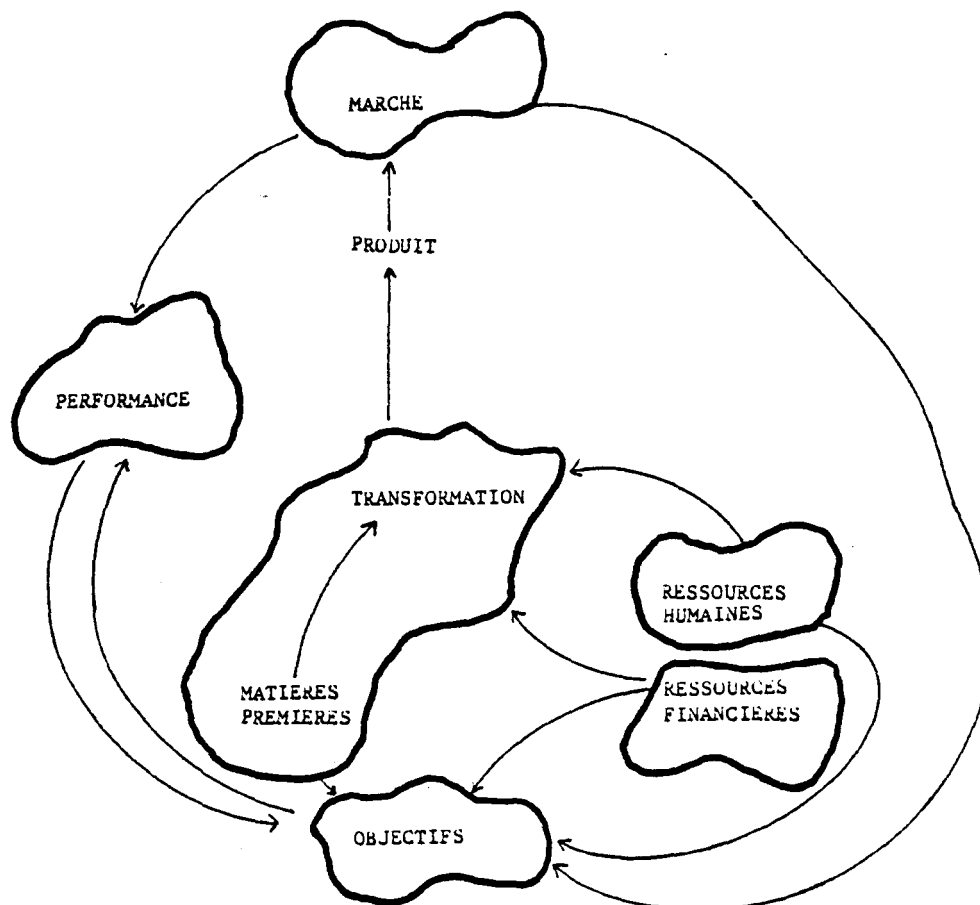 MARCHE
PRODUIT
PERFORMANCE
TRANSFORMATION
RESSOURCES
HUMAINES
MATIERES
PREMIERES
RESSOURCES
FINANCIERES
OBJECTIFS